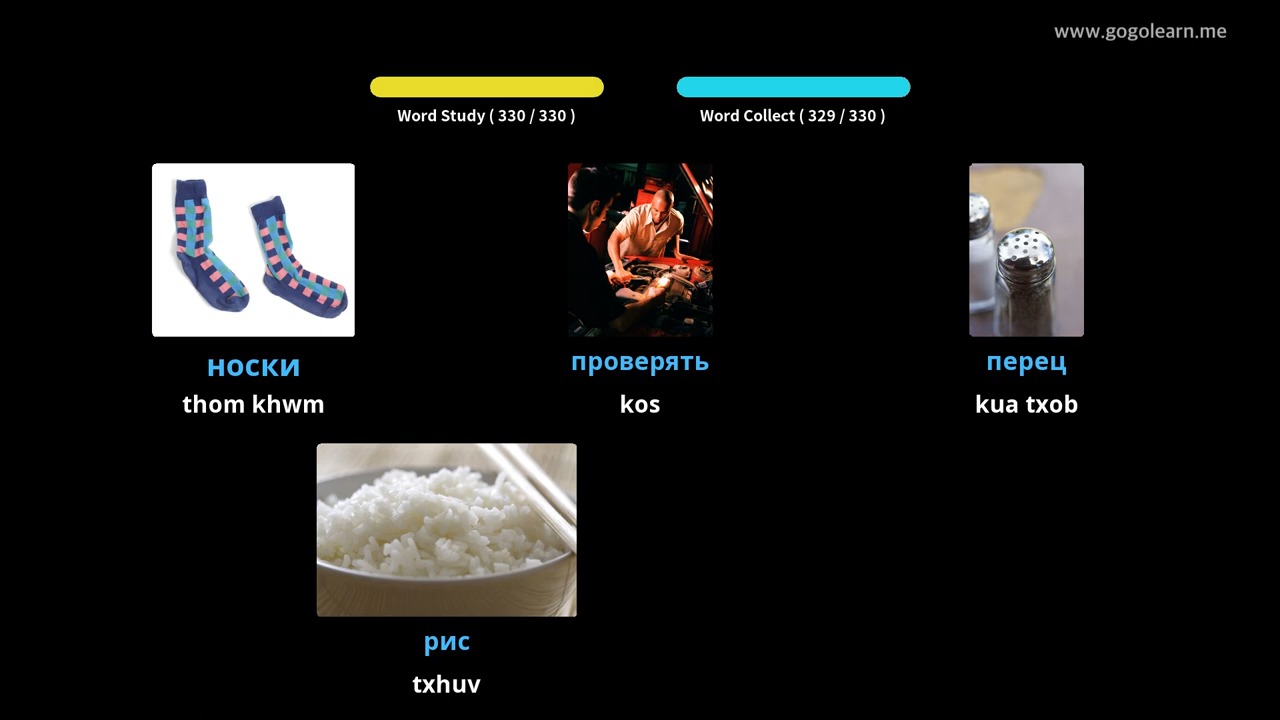 www.gogolearn.me
Word Study ( 330 / 330 )
Word Collect ( 329 / 330 )
носки
проверять
перец
thom khwm
kos
kua txob
рис
txhuv